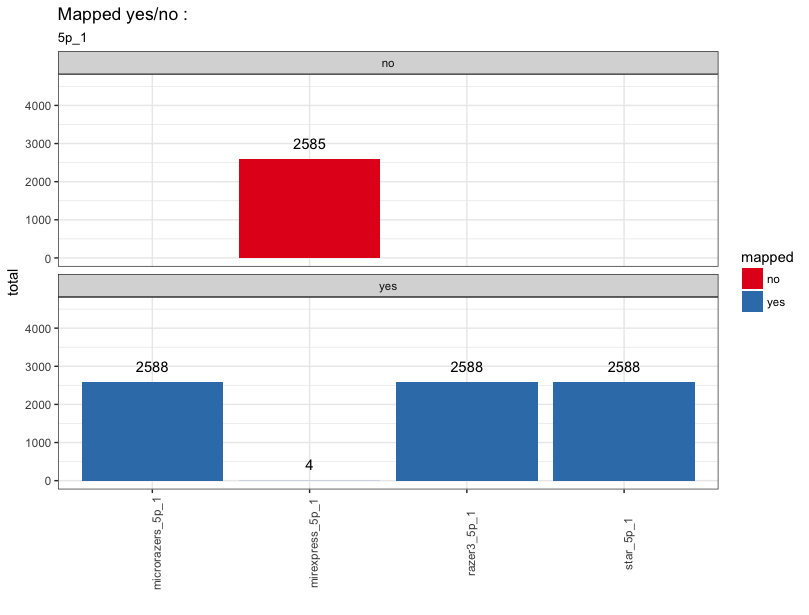 Mapped yes/no :
5p_1
no
4000
3000
2000
1000
0
2585
yes
4000
3000
2000
1000
0
2588
4
2588
2588
total
microrazers_5p_1
mirexpress_5p_1
razer3_5p_1
star_5p_1
mapped
no
yes